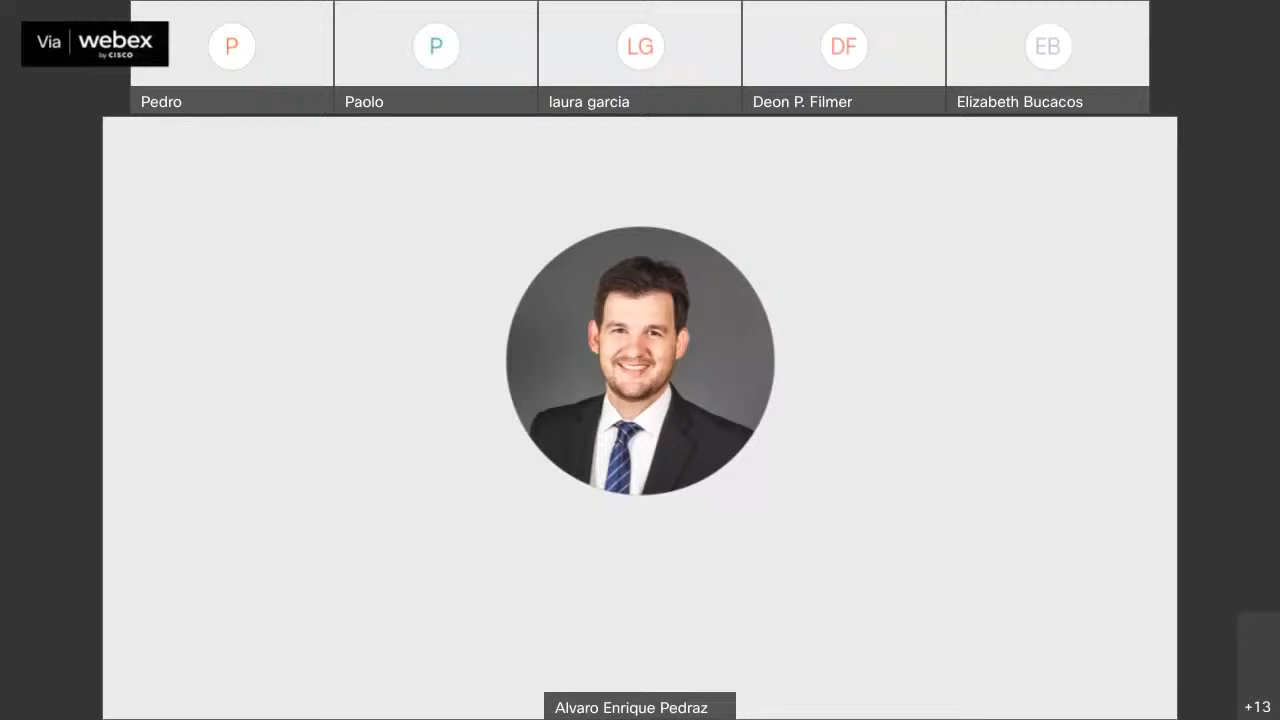 Via webex
by CISCO
P
P
LG
DF
EB
Pedro
Paolo
laura garcia
Deon P. Filmer
Elizabeth Bucacos
Alvaro Enrique Pedraz
+13